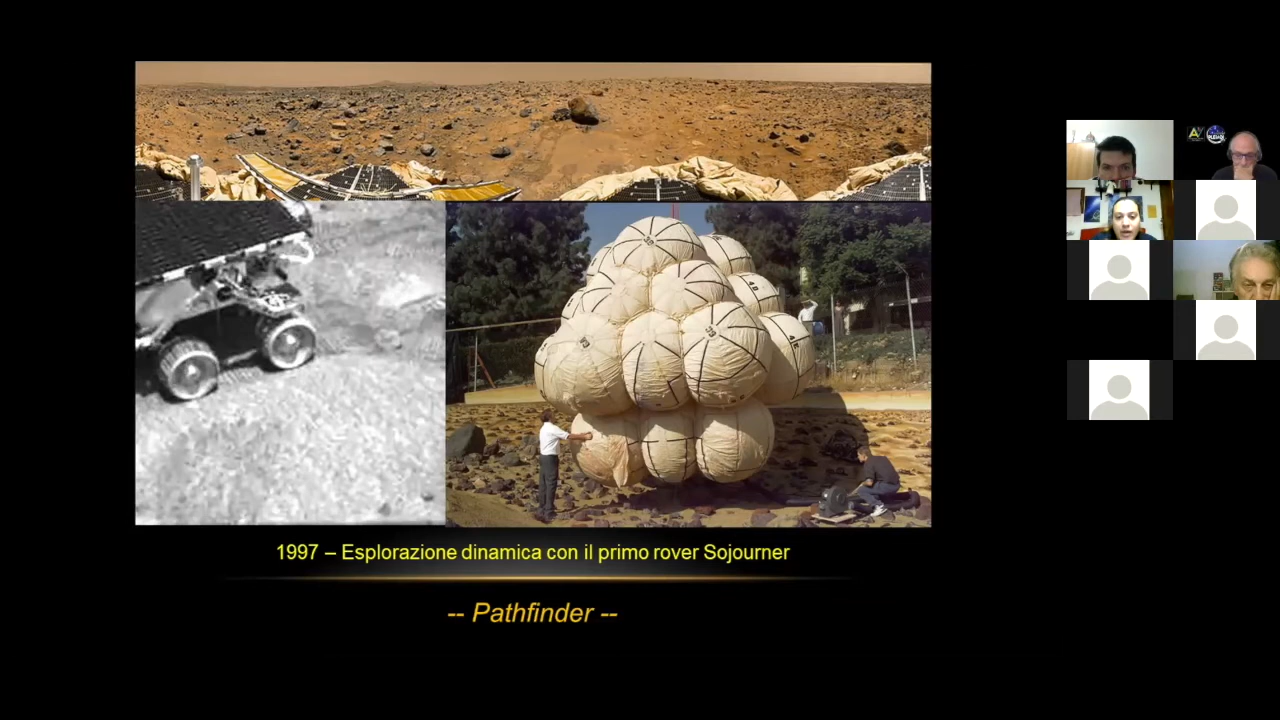 1997 – Esplorazione dinamica con il primo rover Sojourner
-- Pathfinder --